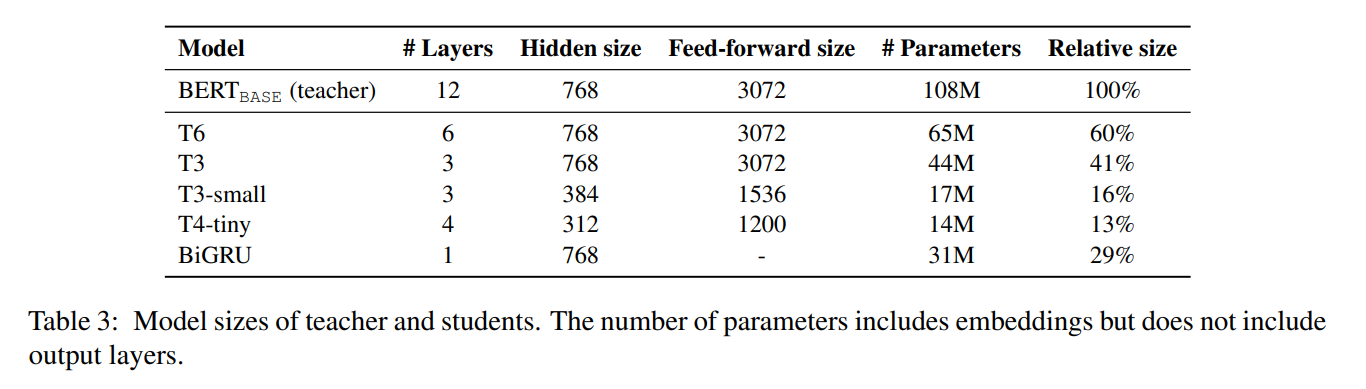 Model # Layers Hidden size Feed-forward size # Parameters Relative size
BERTBASE (teacher) 12 768 3072 108M 100%
T6 6 768 3072 65M 60%
T3 3 768 3072 44M 41%
T3-small 3 384 1536 17M 16%
T4-tiny 4 312 1200 14M 13%
BiGRU 1 768 - 31M 29%
Table 3: Model sizes of teacher and students. The number of parameters includes embeddings but does not include
output layers.